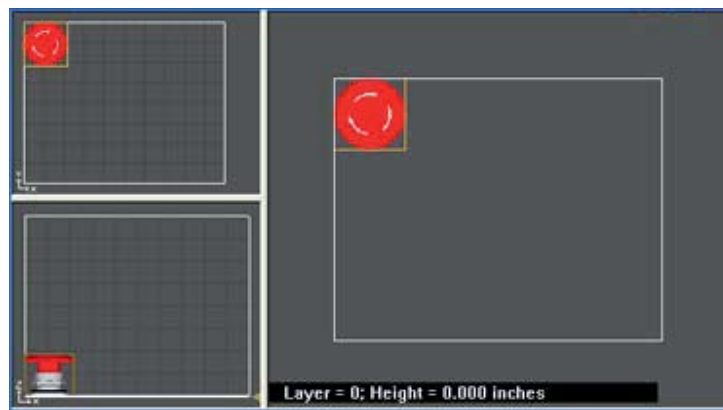 Layer = 0; Height = 0.000 inches